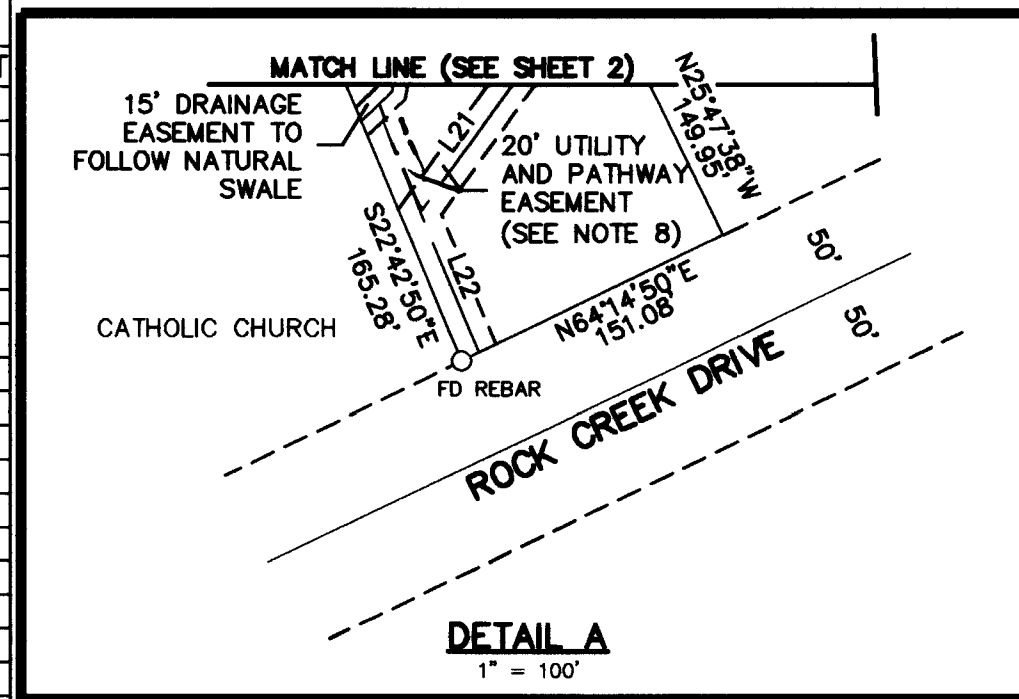 MATCH LINE (SEE SHEET 2)
15' DRAINAGE
EASEMENT TO
FOLLOW NATURAL
SWALE
L21
20' UTILITY
AND PATHWAY
EASEMENT
(SEE NOTE 8)
N25°47'38"W
149.95'
S22°42'50"E
165.28'
L22
N64°14'50"E
151.08'
50'
50'
CATHOLIC CHURCH
FD REBAR
ROCK CREEK DRIVE
DETAIL A
1" = 100'